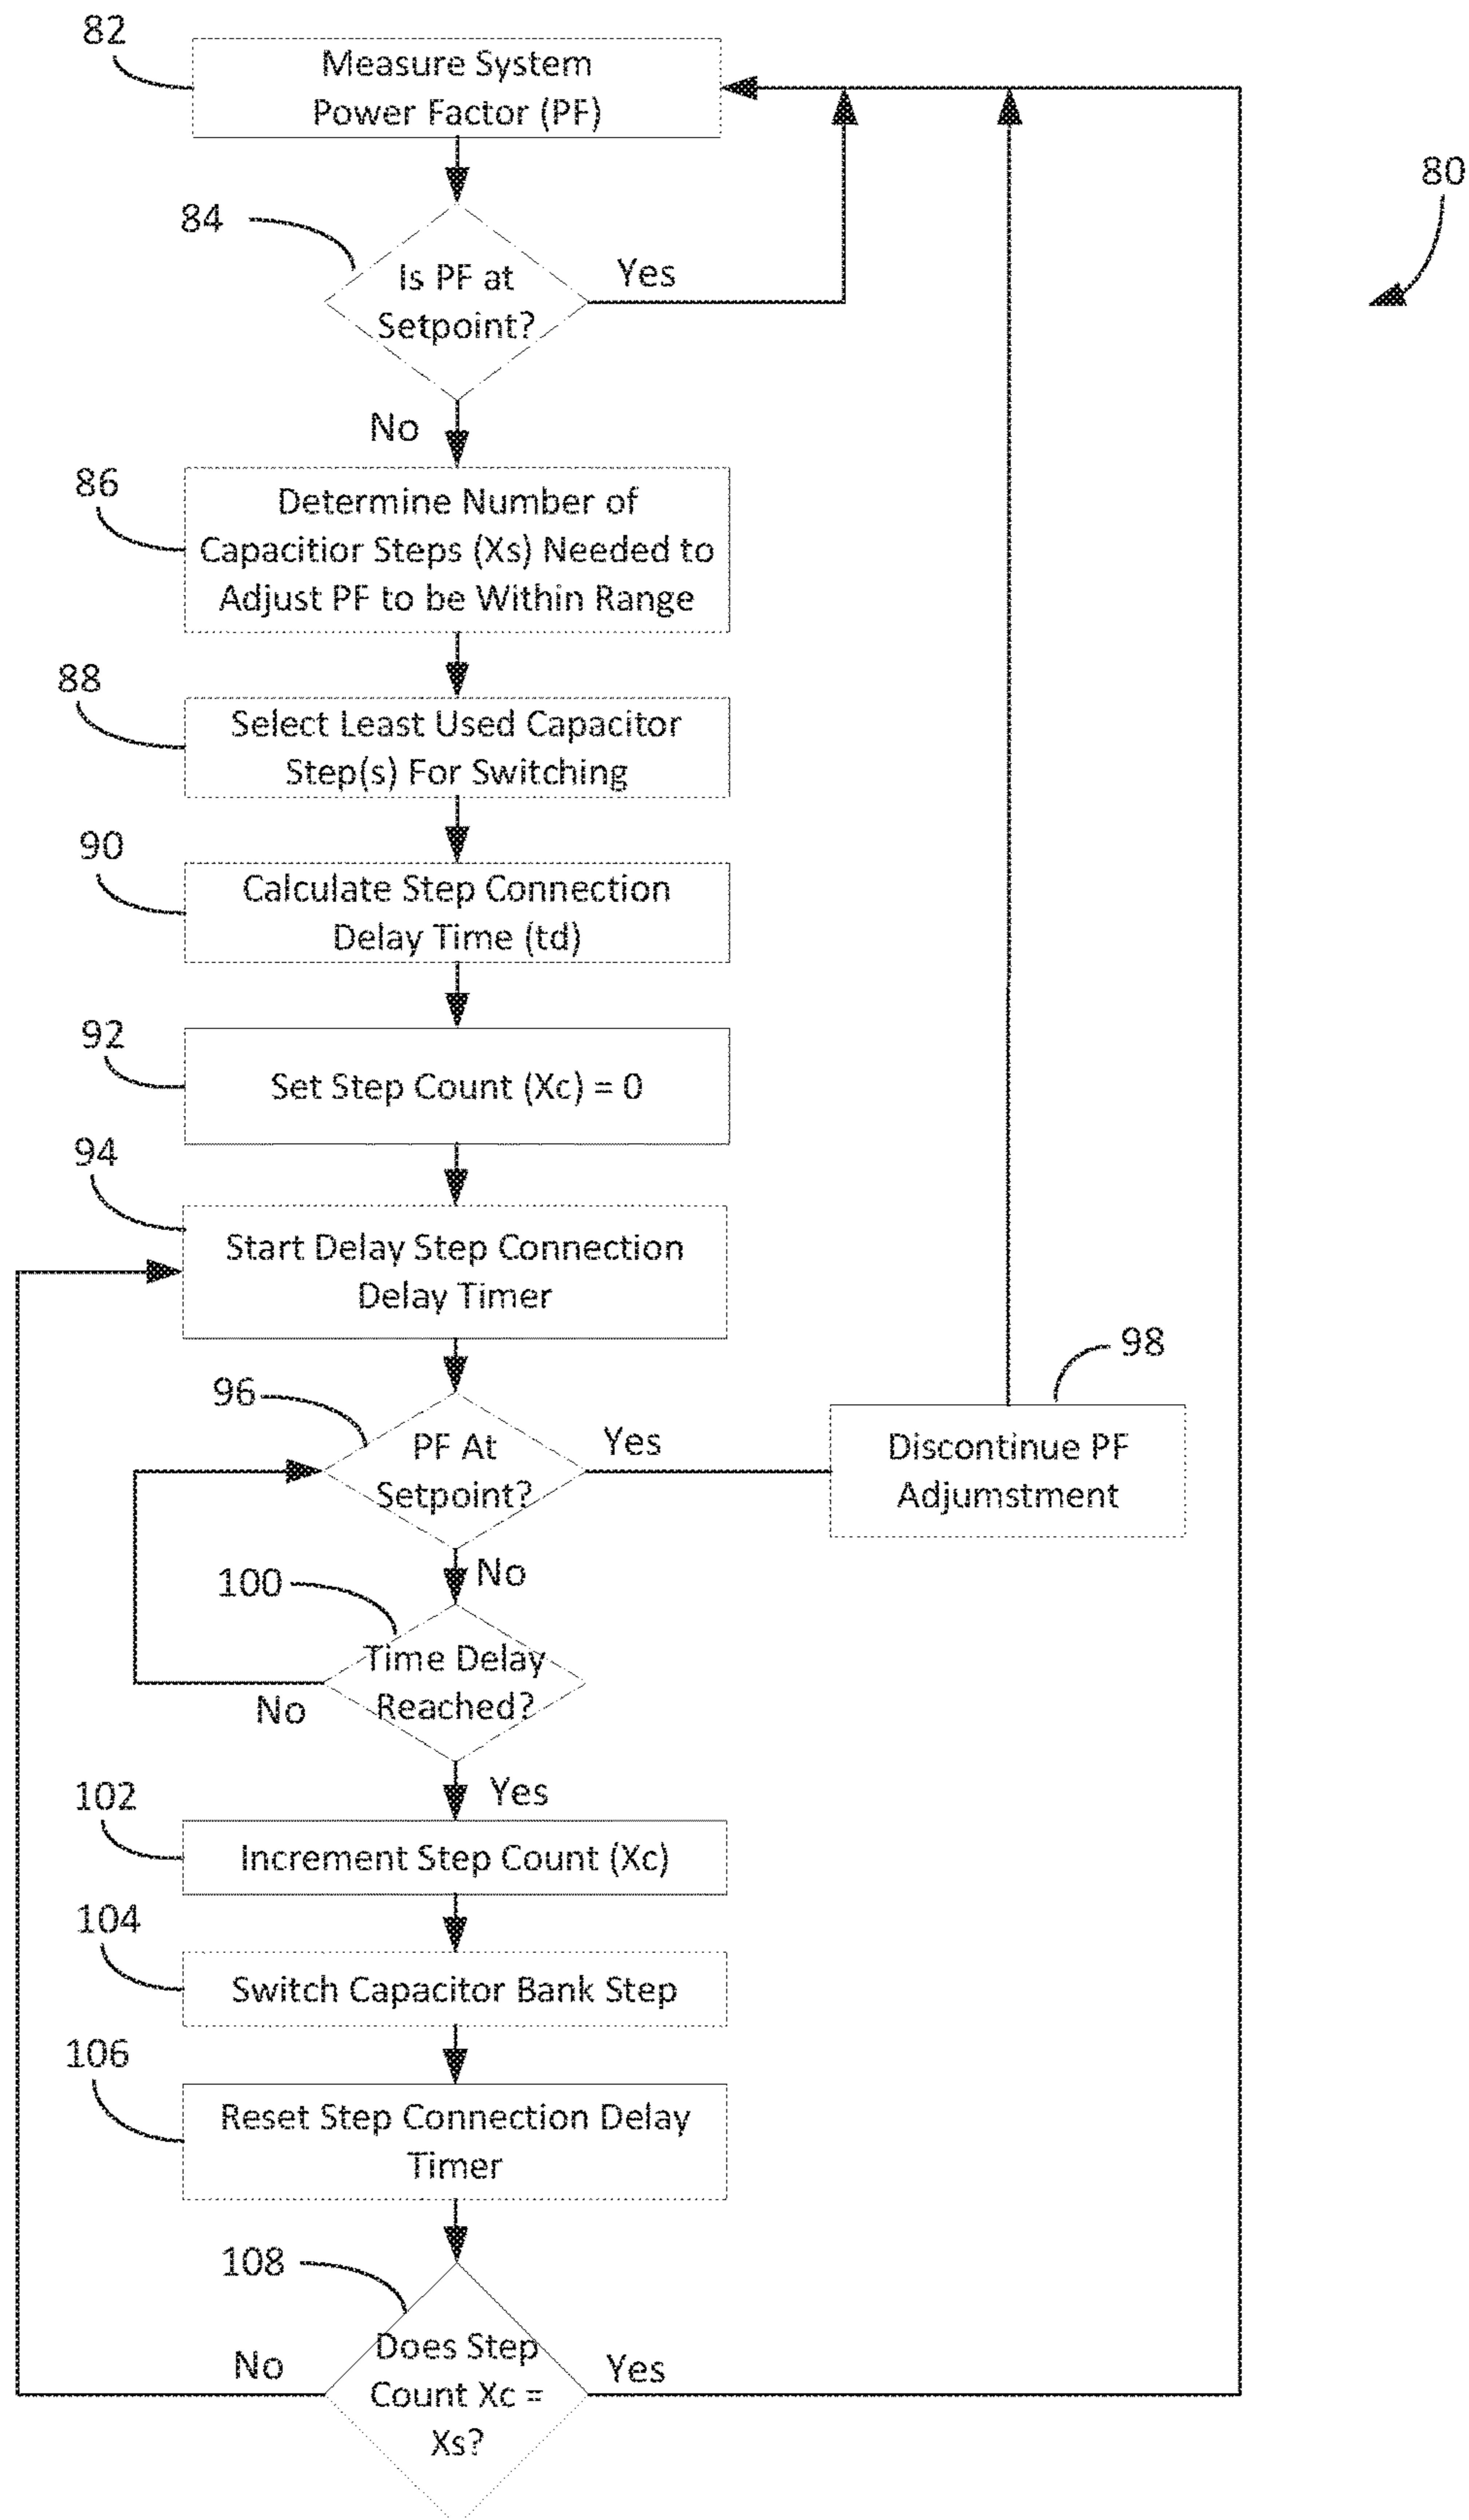 82
Measure System
Power Factor (PF)
80
84
Is PF at
Setpoint?
Yes
No
86
Determine Number of
Capacitior Steps (Xs) Needed to
Adjust PF to be Within Range
88
Select Least Used Capacitor
Step(s) For Switching
90
Calculate Step Connection
Delay Time (td)
92
Set Step Count (Xc) = 0
94
Start Delay Step Connection
Delay Timer
98
96
PF At
Setpoint?
Yes
Discontinue PF
Adjumstment
No
100
Time Delay
Reached?
No
Yes
102
Increment Step Count (Xc)
104
Switch Capacitor Bank Step
106
Reset Step Connection Delay
Timer
108
Does Step
Count Xc =
Xs?
No
Yes